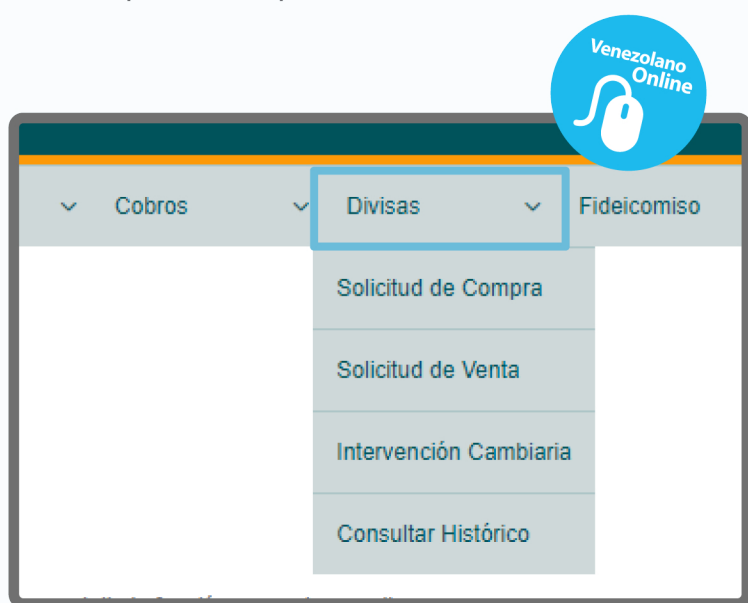 Venezolano
Online
Cobros Divisas Fideicomiso
Solicitud de Compra
Solicitud de Venta
Intervención Cambiaria
Consultar Histórico